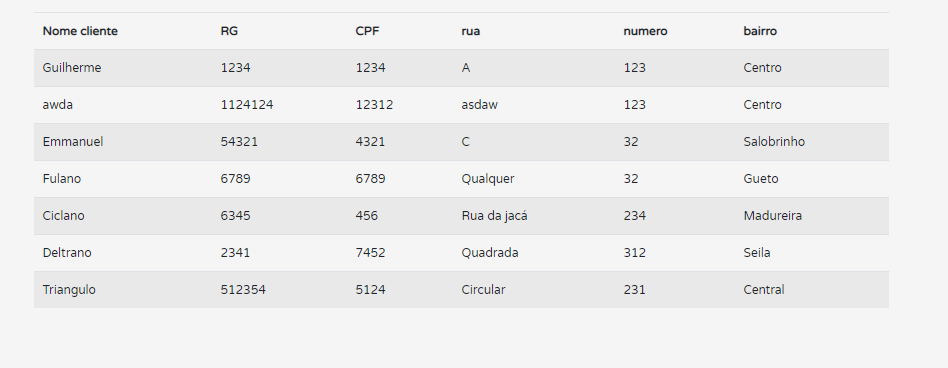 Nome cliente RG CPF rua numero bairro
Guilherme 1234 1234 A 123 Centro
awda 1124124 12312 asdaw 123 Centro
Emmanuel 54321 4321 C 32 Salobrinho
Fulano 6789 6789 Qualquer 32 Gueto
Ciclano 6345 456 Rua da jacá 234 Madureira
Deltrano 2341 7452 Quadrada 312 Seila
Triangulo 512354 5124 Circular 231 Central